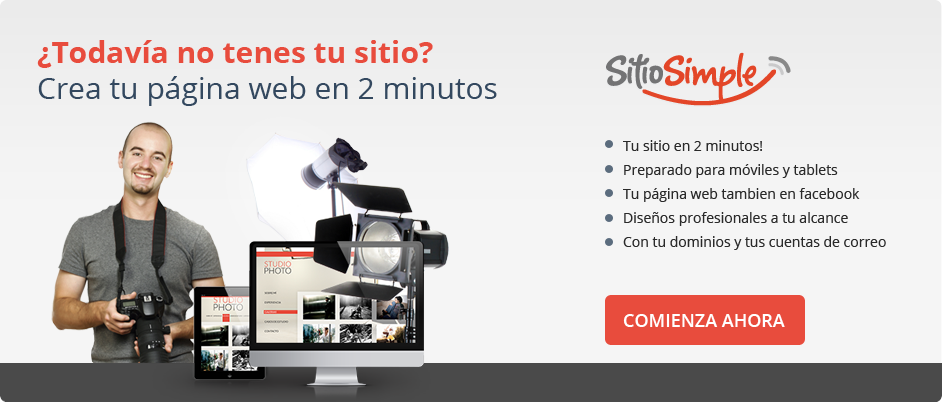 ¿Todavía no tenes tu sitio?
Crea tu página web en 2 minutos
SitioSimple
Tu sitio en 2 minutos!
Preparado para móviles y tablets
Tu página web tambien en facebook
Diseños profesionales a tu alcance
Con tu dominios y tus cuentas de correo
COMIENZA AHORA
STUDIO
PHOTO
STUDIO
PHOTO